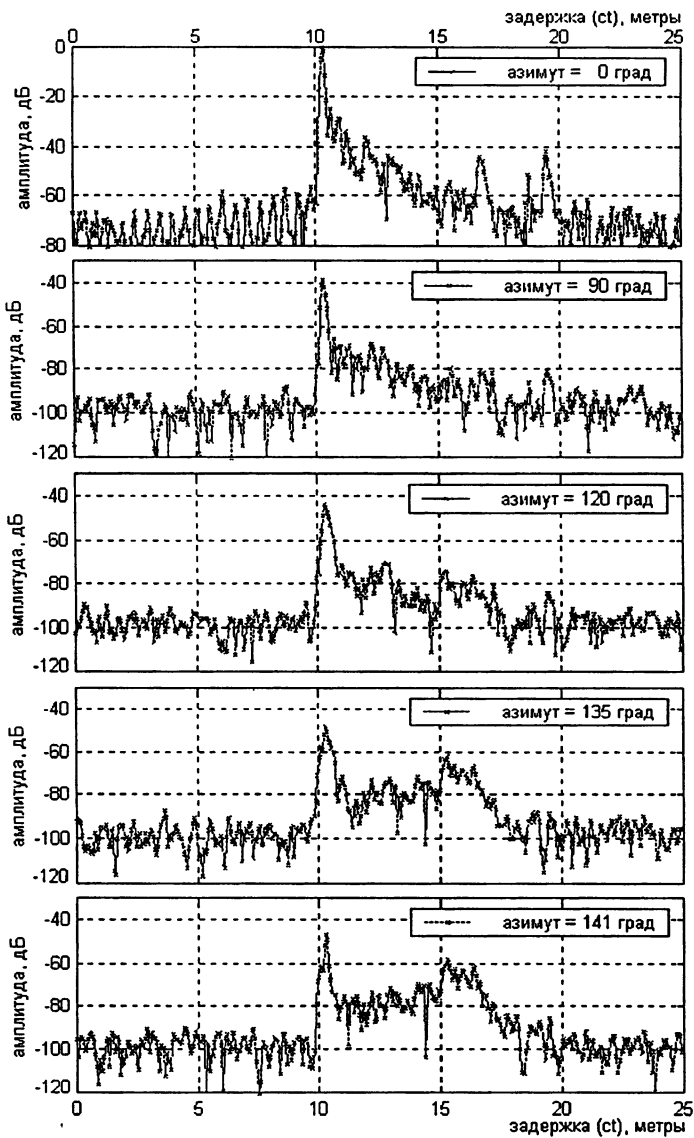 задержка (ct), метры
0 5 10 15 20 25
амплитуда, дБ
0
-20
-40
-60
-80
азимут = 0 град
амплитуда, дБ
-40
-60
-80
-100
-120
азимут = 90 град
амплитуда, дБ
-40
-60
-80
-100
-120
азимут = 120 град
амплитуда, дБ
-40
-60
-80
-100
-120
азимут = 135 град
амплитуда, дБ
-40
-60
-80
-100
-120
азимут = 141 град
0 5 10 15 20 25
задержка (ct), метры